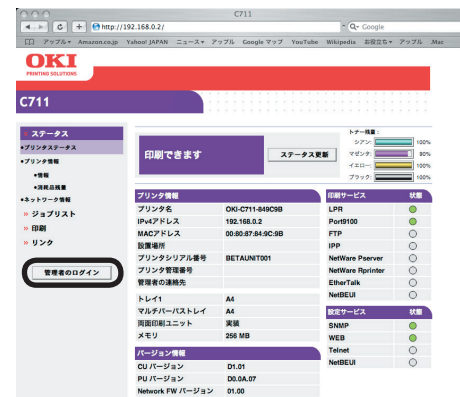 C711
http://192.168.0.2/
Q- Google
アップル▾ Amazon.co.jp Yahoo! JAPAN ニュース▾ アップル Google マップ YouTube Wikipedia お役立ち▾ アップル .Mac
OKI
PRINTING SOLUTIONS
C711
» ステータス
●プリンタステータス
●プリンタ情報
●情報
●消耗品残量
●ネットワーク情報
» ジョブリスト
» 印刷
» リンク
管理者のログイン
印刷できます
ステータス更新
トナー残量:
シアン: 100%
マゼンタ: 80%
イエロー: 100%
ブラック: 100%
プリンタ情報
プリンタ名 OKI-C711-849C9B
IPv4アドレス 192.168.0.2
MACアドレス 00:80:87:84:9C:9B
設置場所
プリンタシリアル番号 BETAUNIT001
プリンタ管理番号
管理者の連絡先
トレイ1 A4
マルチパーパストレイ A4
両面印刷ユニット 実装
メモリ 256 MB
バージョン情報
CU バージョン D1.01
PU バージョン D0.0A.07
Network FW バージョン 01.00
印刷サービス 状態
LPR
Port9100
FTP
IPP
NetWare Pserver
NetWare Rprinter
EtherTalk
NetBEUI
設定サービス 状態
SNMP
WEB
Telnet
NetBEUI